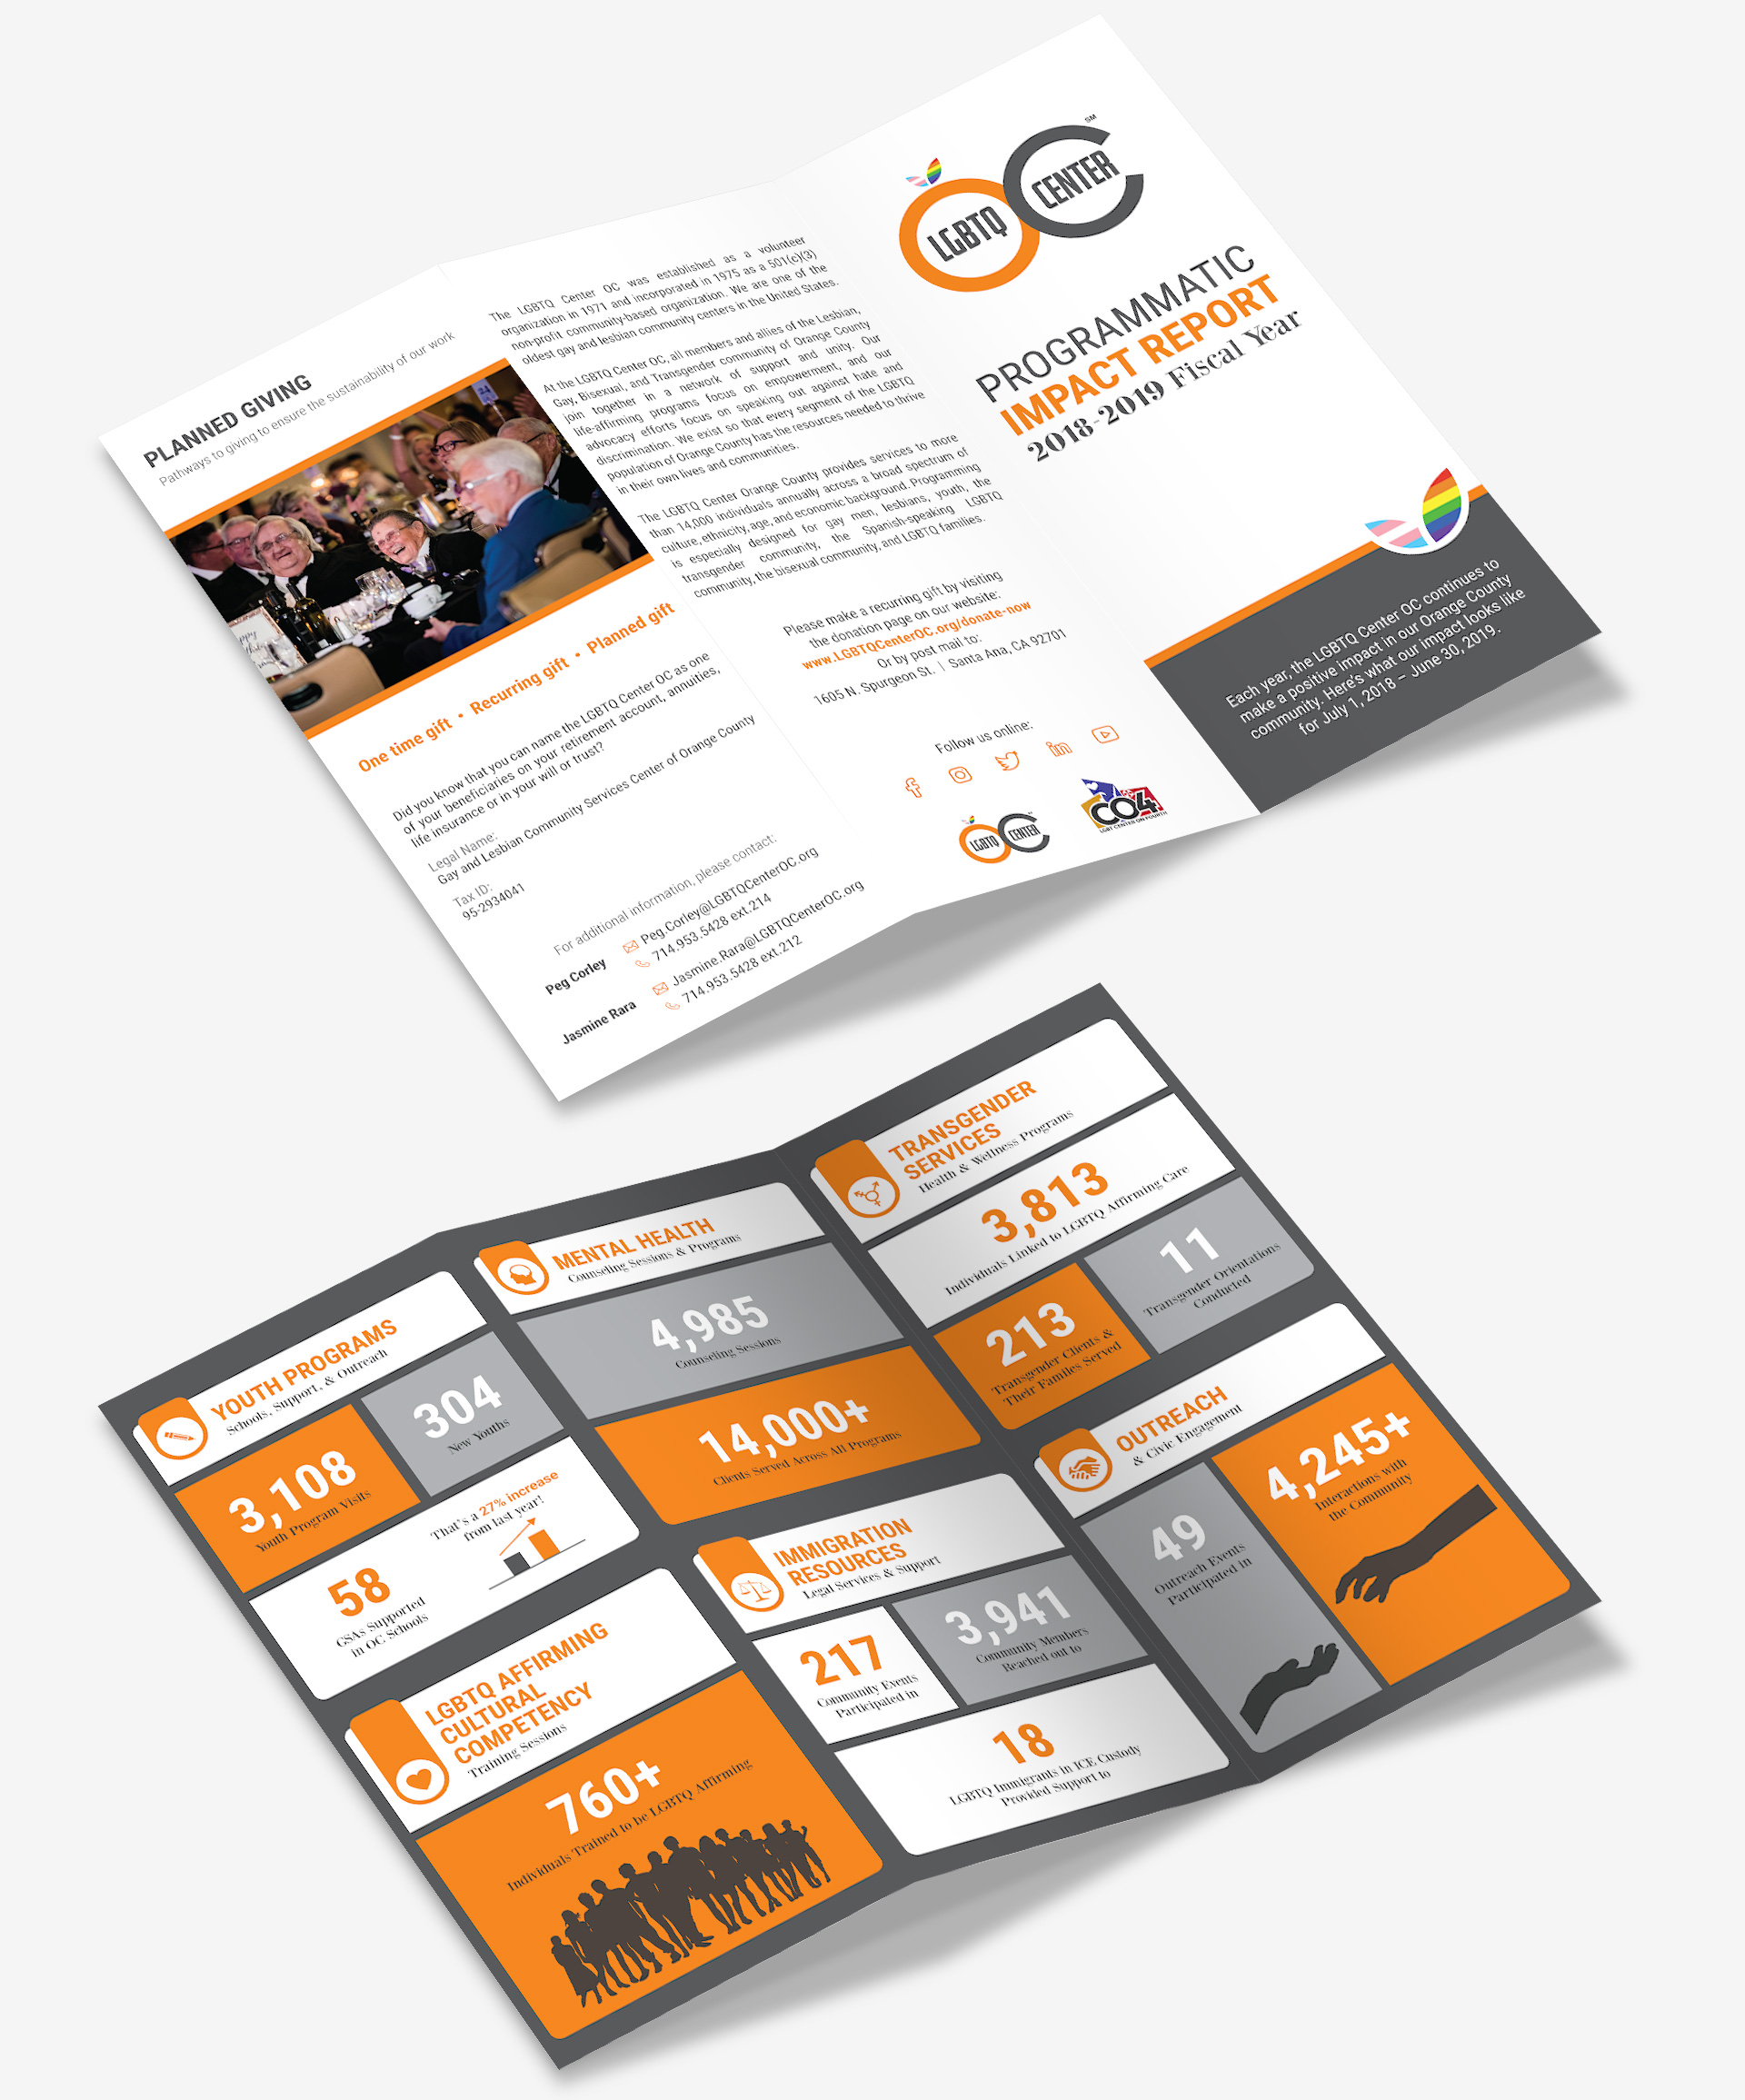 PLANNED GIVING
Pathways to giving to ensure the sustainability of our work
One time gift • Recurring gift • Planned gift
Did you know that you can name the LGBTQ Center OC as one
of your beneficiaries on your retirement account, annuities,
life insurance or in your will or trust?
Legal Name:
Gay and Lesbian Community Services Center of Orange County
Tax ID:
95-2934041
For additional information, please contact:
Peg Corley
Peg.Corley@LGBTQCenterOC.org
714.953.5428 ext.214
Jasmine Rara
Jasmine.Rara@LGBTQCenterOC.org
714.953.5428 ext.212
The LGBTQ Center OC was established as a volunteer
organization in 1971 and incorporated in 1975 as a 501(c)(3)
non-profit community-based organization. We are one of the
oldest gay and lesbian community centers in the United States.
At the LGBTQ Center OC, all members and allies of the Lesbian,
Gay, Bisexual, and Transgender community of Orange County
join together in a network of support and unity. Our
life-affirming programs focus on empowerment, and our
advocacy efforts focus on speaking out against hate and
discrimination. We exist so that every segment of the LGBTQ
population of Orange County has the resources needed to thrive
in their own lives and communities.
The LGBTQ Center Orange County provides services to more
than 14,000 individuals annually across a broad spectrum of
culture, ethnicity, age, and economic background. Programming
is especially designed for gay men, lesbians, youth, the
transgender community, the Spanish-speaking LGBTQ
community, the bisexual community, and LGBTQ families.
Please make a recurring gift by visiting
the donation page on our website:
www.LGBTQCenterOC.org/donate-now
Or by post mail to:
1605 N. Spurgeon St. | Santa Ana, CA 92701
Follow us online:
LGBTQ CENTER
CO4
LGBT CENTER ON FOURTH
LGBTQ CENTER SM
PROGRAMMATIC
IMPACT REPORT
2018-2019 Fiscal Year
Each year, the LGBTQ Center OC continues to
make a positive impact in our Orange County
community. Here's what our impact looks like
for July 1, 2018 – June 30, 2019.
YOUTH PROGRAMS
Schools, Support, & Outreach
3,108
Youth Program Visits
304
New Youths
58
GSAs Supported
in OC Schools
That's a 27% increase
from last year!
LGBTQ AFFIRMING
CULTURAL
COMPETENCY
Training Sessions
760+
Individuals Trained to be LGBTQ Affirming
MENTAL HEALTH
Counseling Sessions & Programs
4,985
Counseling Sessions
14,000+
Clients Served Across All Programs
IMMIGRATION
RESOURCES
Legal Services & Support
217
Community Events
Participated in
3,941
Community Members
Reached out to
18
LGBTQ Immigrants in ICE Custody
Provided Support to
TRANSGENDER
SERVICES
Health & Wellness Programs
3,813
Individuals Linked to LGBTQ Affirming Care
213
Transgender Clients &
Their Familes Served
11
Transgender Orientations
Conducted
OUTREACH
& Civic Engagement
49
Outreach Events
Participated in
4,245+
Interactions with
the Community